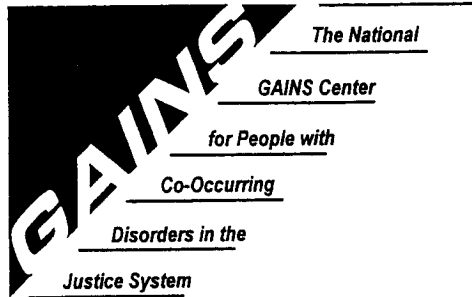 GAINS
The National
GAINS Center
for People with
Co-Occurring
Disorders in the
Justice System